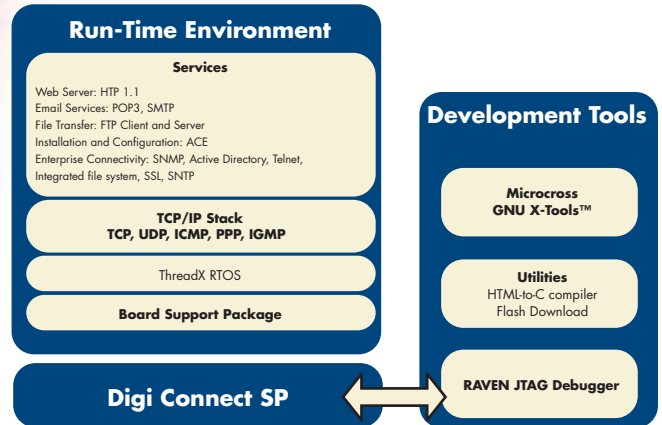 Run-Time Environment
Services
Web Server: HTP 1.1
Email Services: POP3, SMTP
File Transfer: FTP Client and Server
Installation and Configuration: ACE
Enterprise Connectivity: SNMP, Active Directory, Telnet,
Integrated file system, SSL, SNTP
TCP/IP Stack
TCP, UDP, ICMP, PPP, IGMP
ThreadX RTOS
Board Support Package
Digi Connect SP
Development Tools
Microcross
GNU X-Tools™
Utilities
HTML-to-C compiler
Flash Download
RAVEN JTAG Debugger